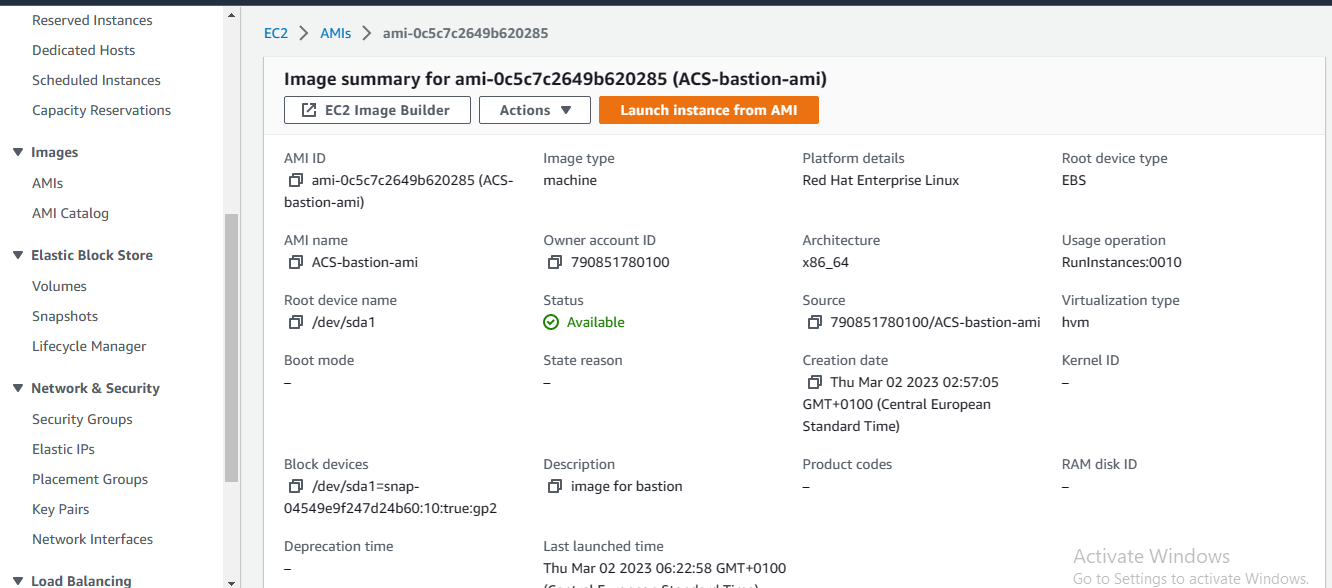 Reserved Instances
Dedicated Hosts
Scheduled Instances
Capacity Reservations
Images
AMIs
AMI Catalog
Elastic Block Store
Volumes
Snapshots
Lifecycle Manager
Network & Security
Security Groups
Elastic IPs
Placement Groups
Key Pairs
Network Interfaces
Load Balancing
EC2 > AMIs > ami-0c5c7c2649b620285
Image summary for ami-0c5c7c2649b620285 (ACS-bastion-ami)
EC2 Image Builder Actions Launch instance from AMI
AMI ID
ami-0c5c7c2649b620285 (ACS-
bastion-ami)
Image type
machine
Platform details
Red Hat Enterprise Linux
Root device type
EBS
AMI name
ACS-bastion-ami
Owner account ID
790851780100
Architecture
x86_64
Usage operation
RunInstances:0010
Root device name
/dev/sda1
Status
Available
Source
790851780100/ACS-bastion-ami
Virtualization type
hvm
Boot mode
–
State reason
–
Creation date
Thu Mar 02 2023 02:57:05
GMT+0100 (Central European
Standard Time)
Kernel ID
–
Block devices
/dev/sda1=snap-
04549e9f247d24b60:10:true:gp2
Description
image for bastion
Product codes
–
RAM disk ID
–
Deprecation time
–
Last launched time
Thu Mar 02 2023 06:22:58 GMT+0100
(Central European Standard Time)
Activate Windows
Go to Settings to activate Windows.